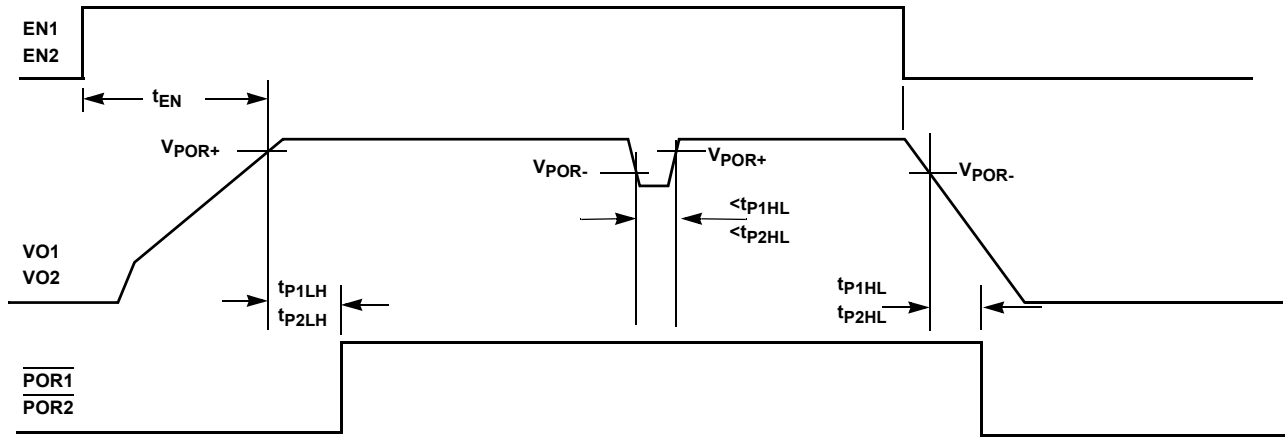 EN1
EN2
tEN
VPOR+
VPOR-
VPOR+
VPOR-
<tP1HL
<tP2HL
VO1
VO2
tP1LH
tP2LH
tP1HL
tP2HL
POR1
POR2